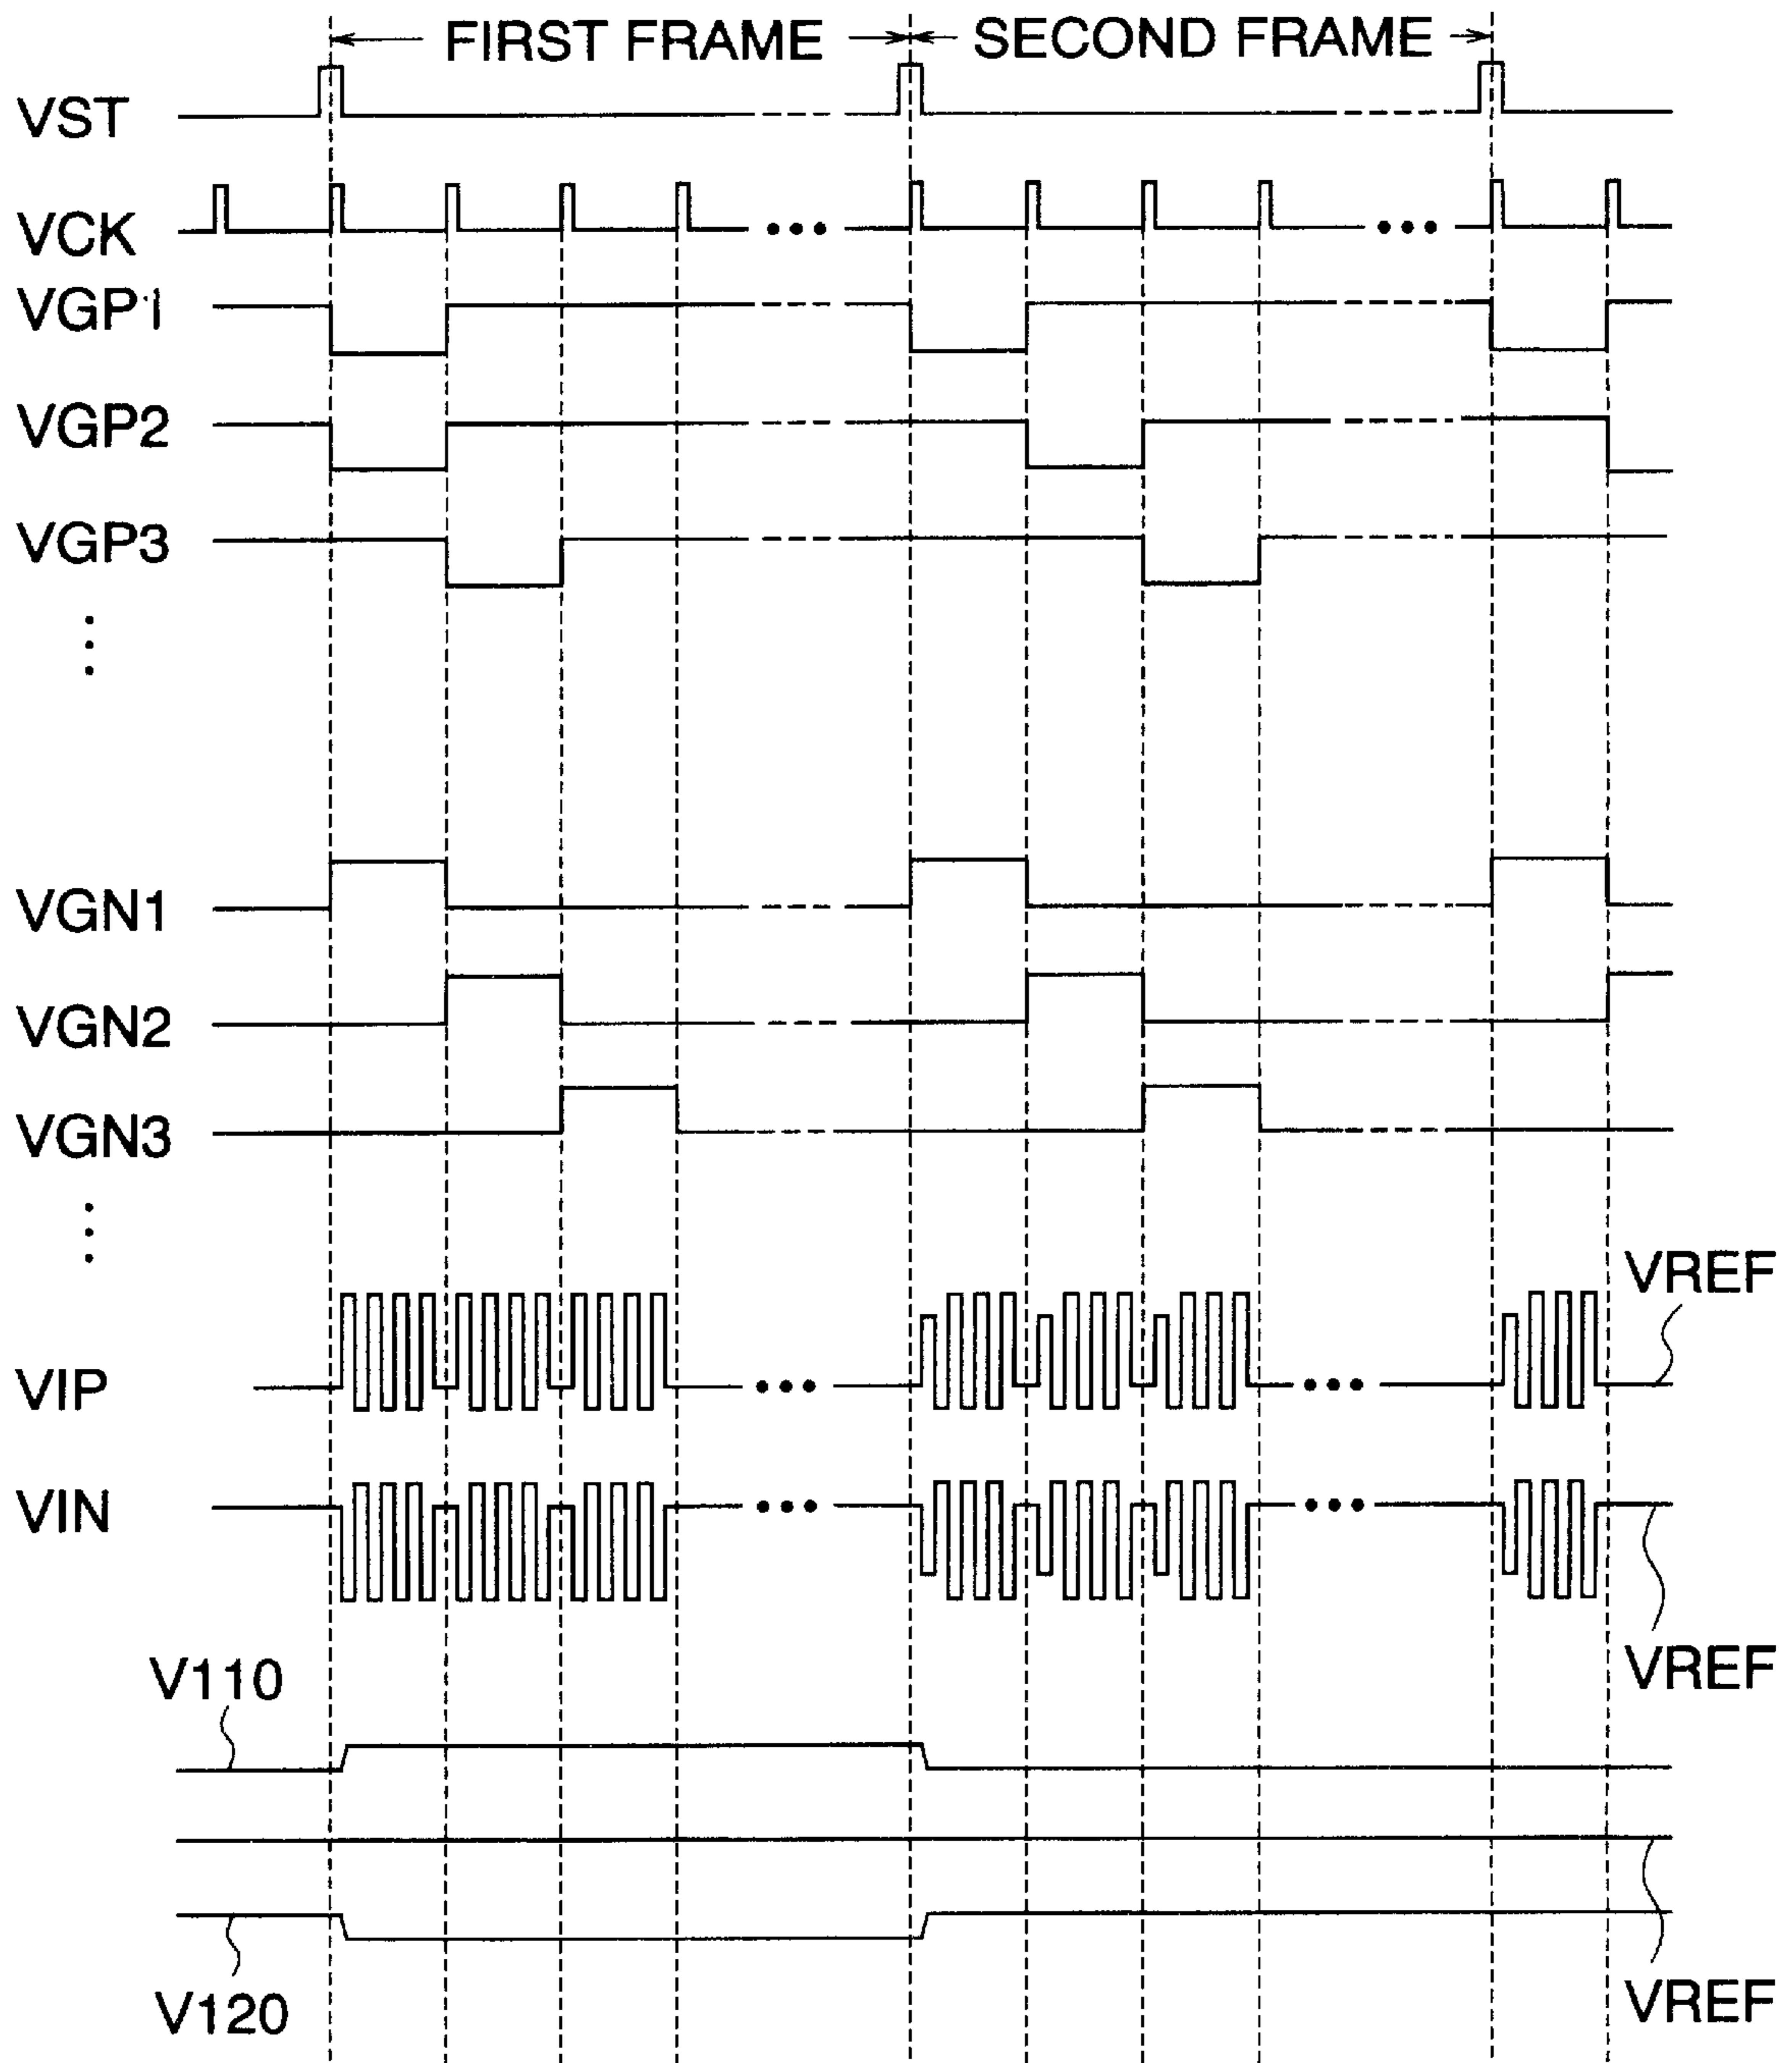 FIRST FRAME
SECOND FRAME
VST
VCK
VGP1
VGP2
VGP3
VGN1
VGN2
VGN3
VREF
VIP
VIN
VREF
V110
V120
VREF